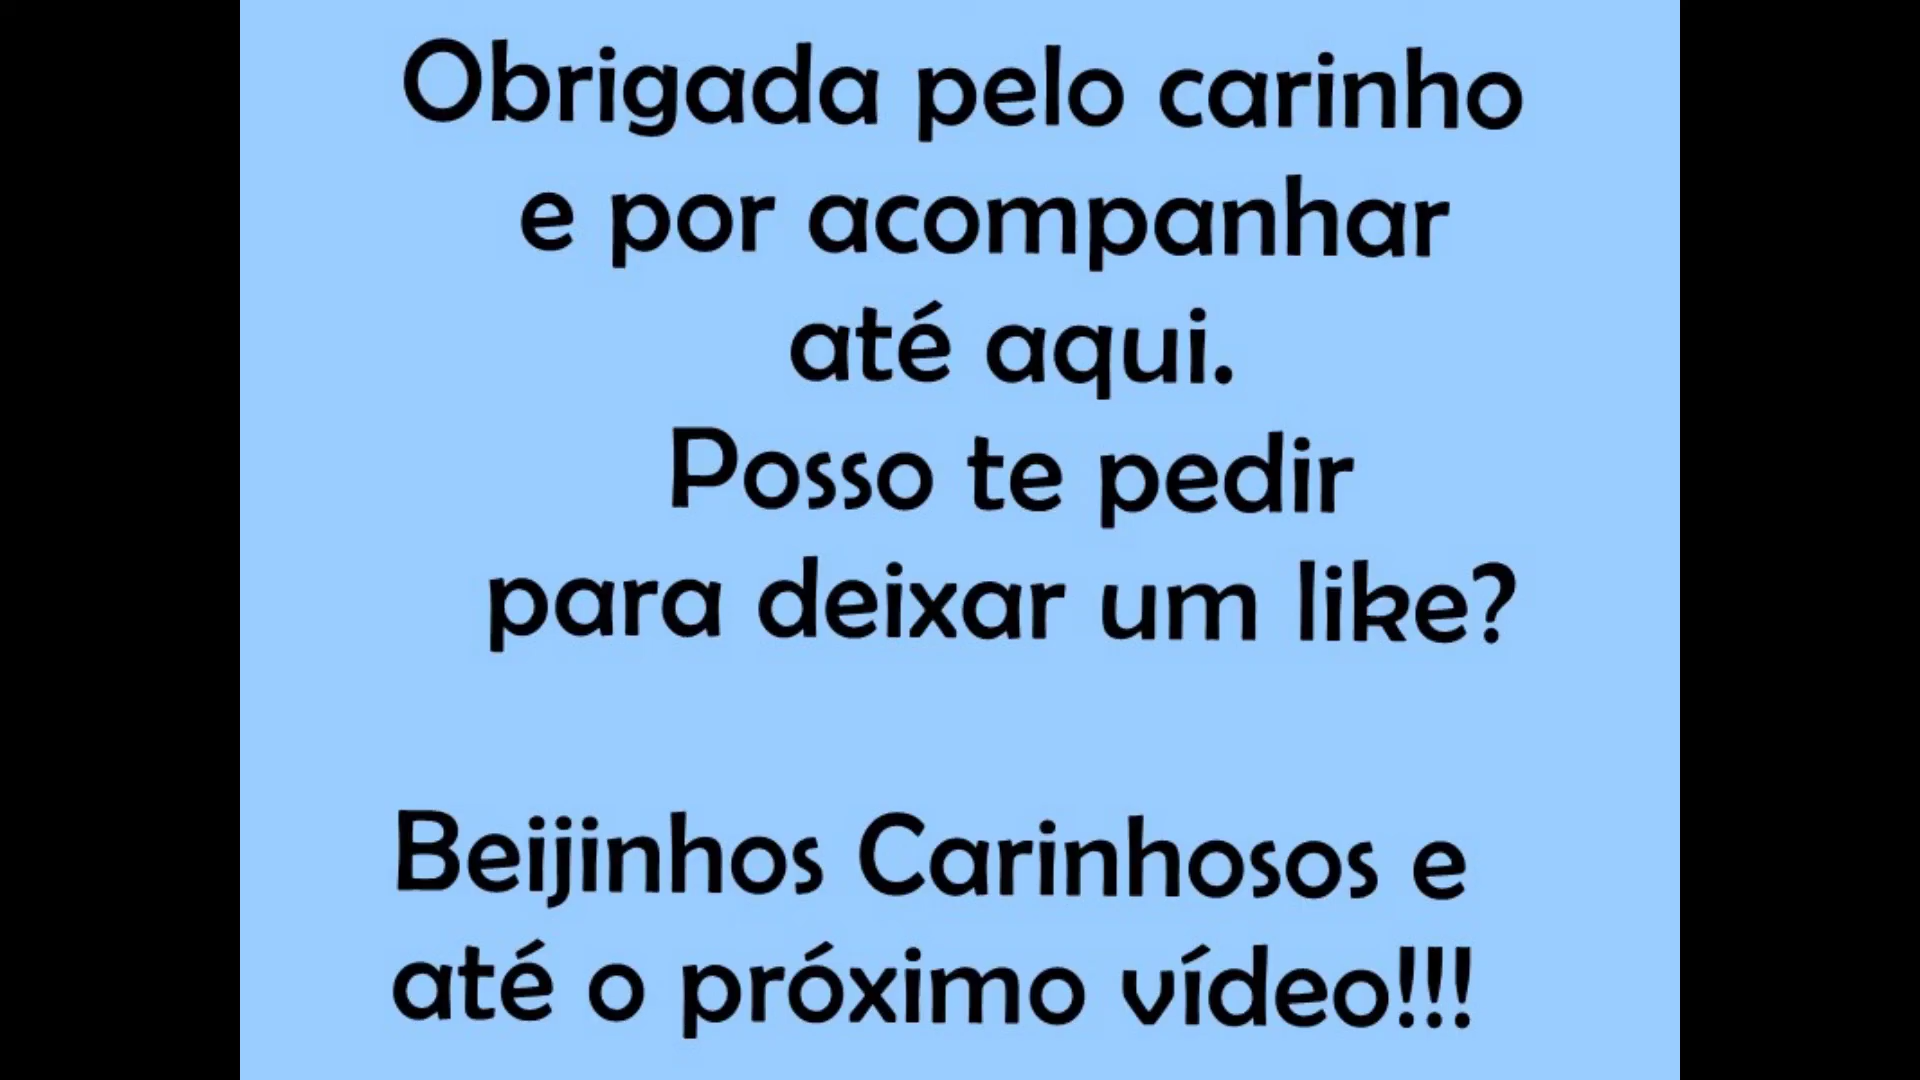 Obrigada pelo carinho
e por acompanhar
até aqui.
Posso te pedir
para deixar um like?
Beijinhos Carinhosos e
até o próximo vídeo!!!